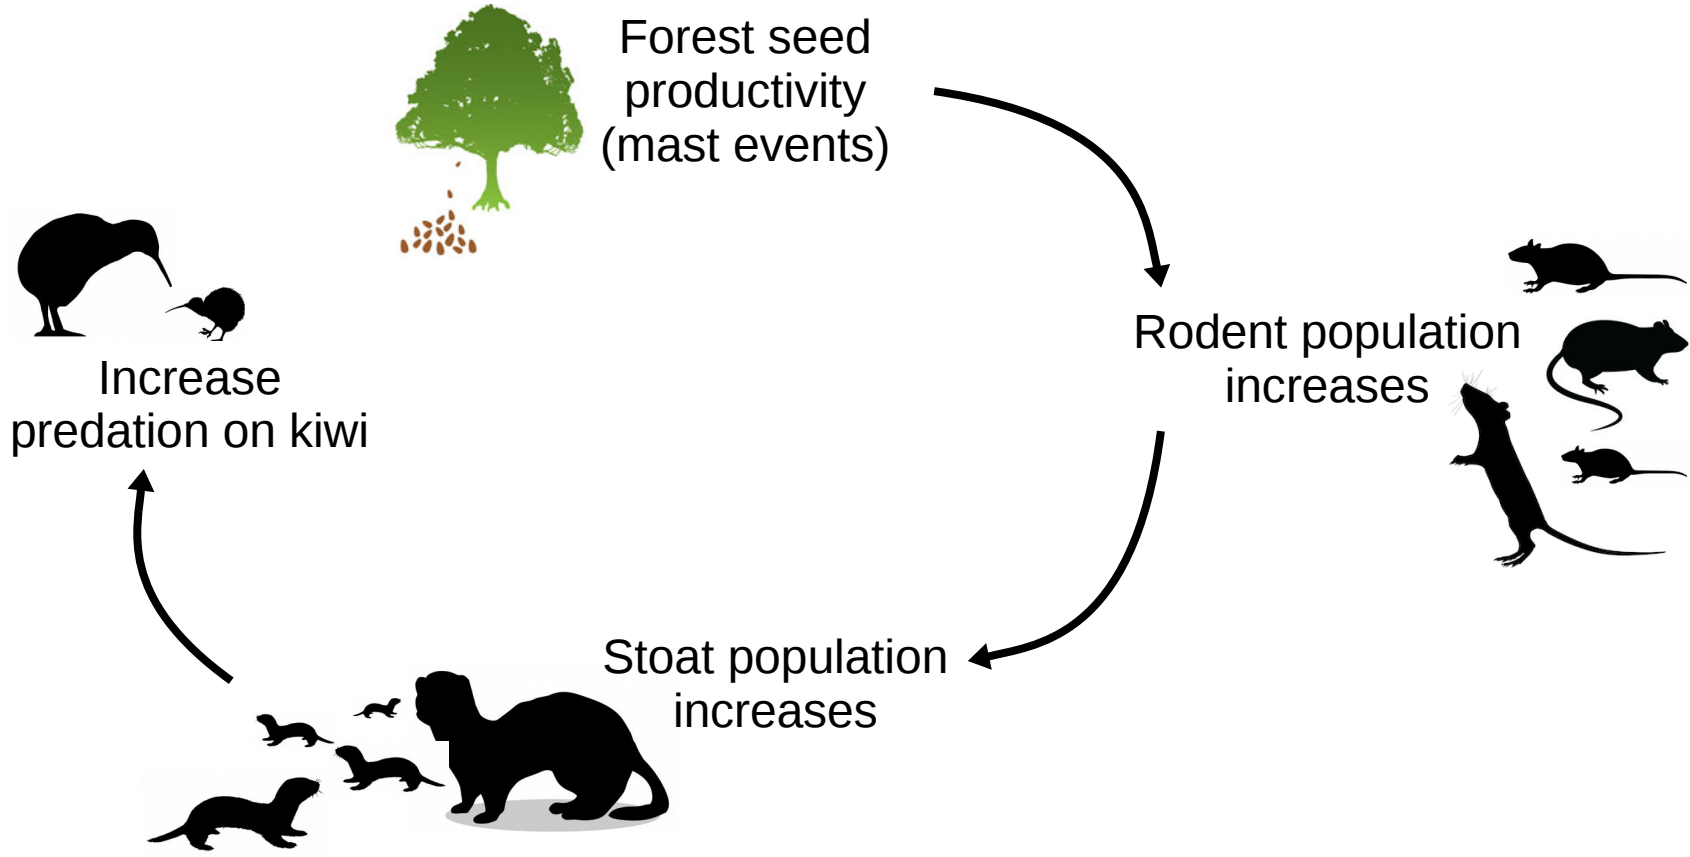 Forest seed
productivity
(mast events)
Rodent population
increases
Stoat population
increases
Increase
predation on kiwi